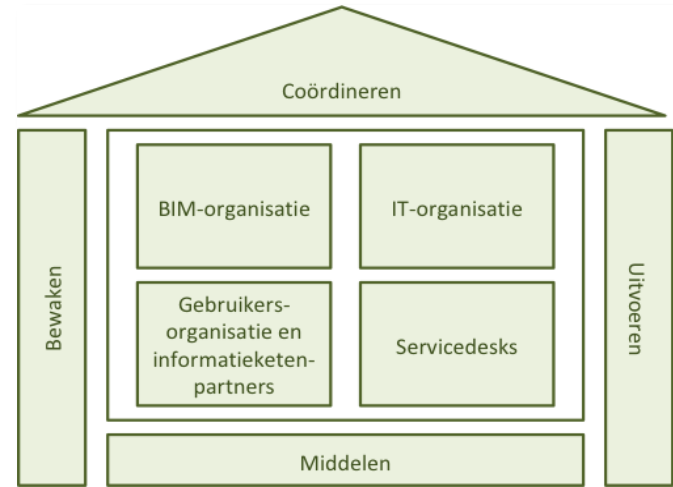 Coördineren
Bewaken
BIM-organisatie
IT-organisatie
Gebruikers-
organisatie en
informatieketen-
partners
Servicedesks
Uitvoeren
Middelen